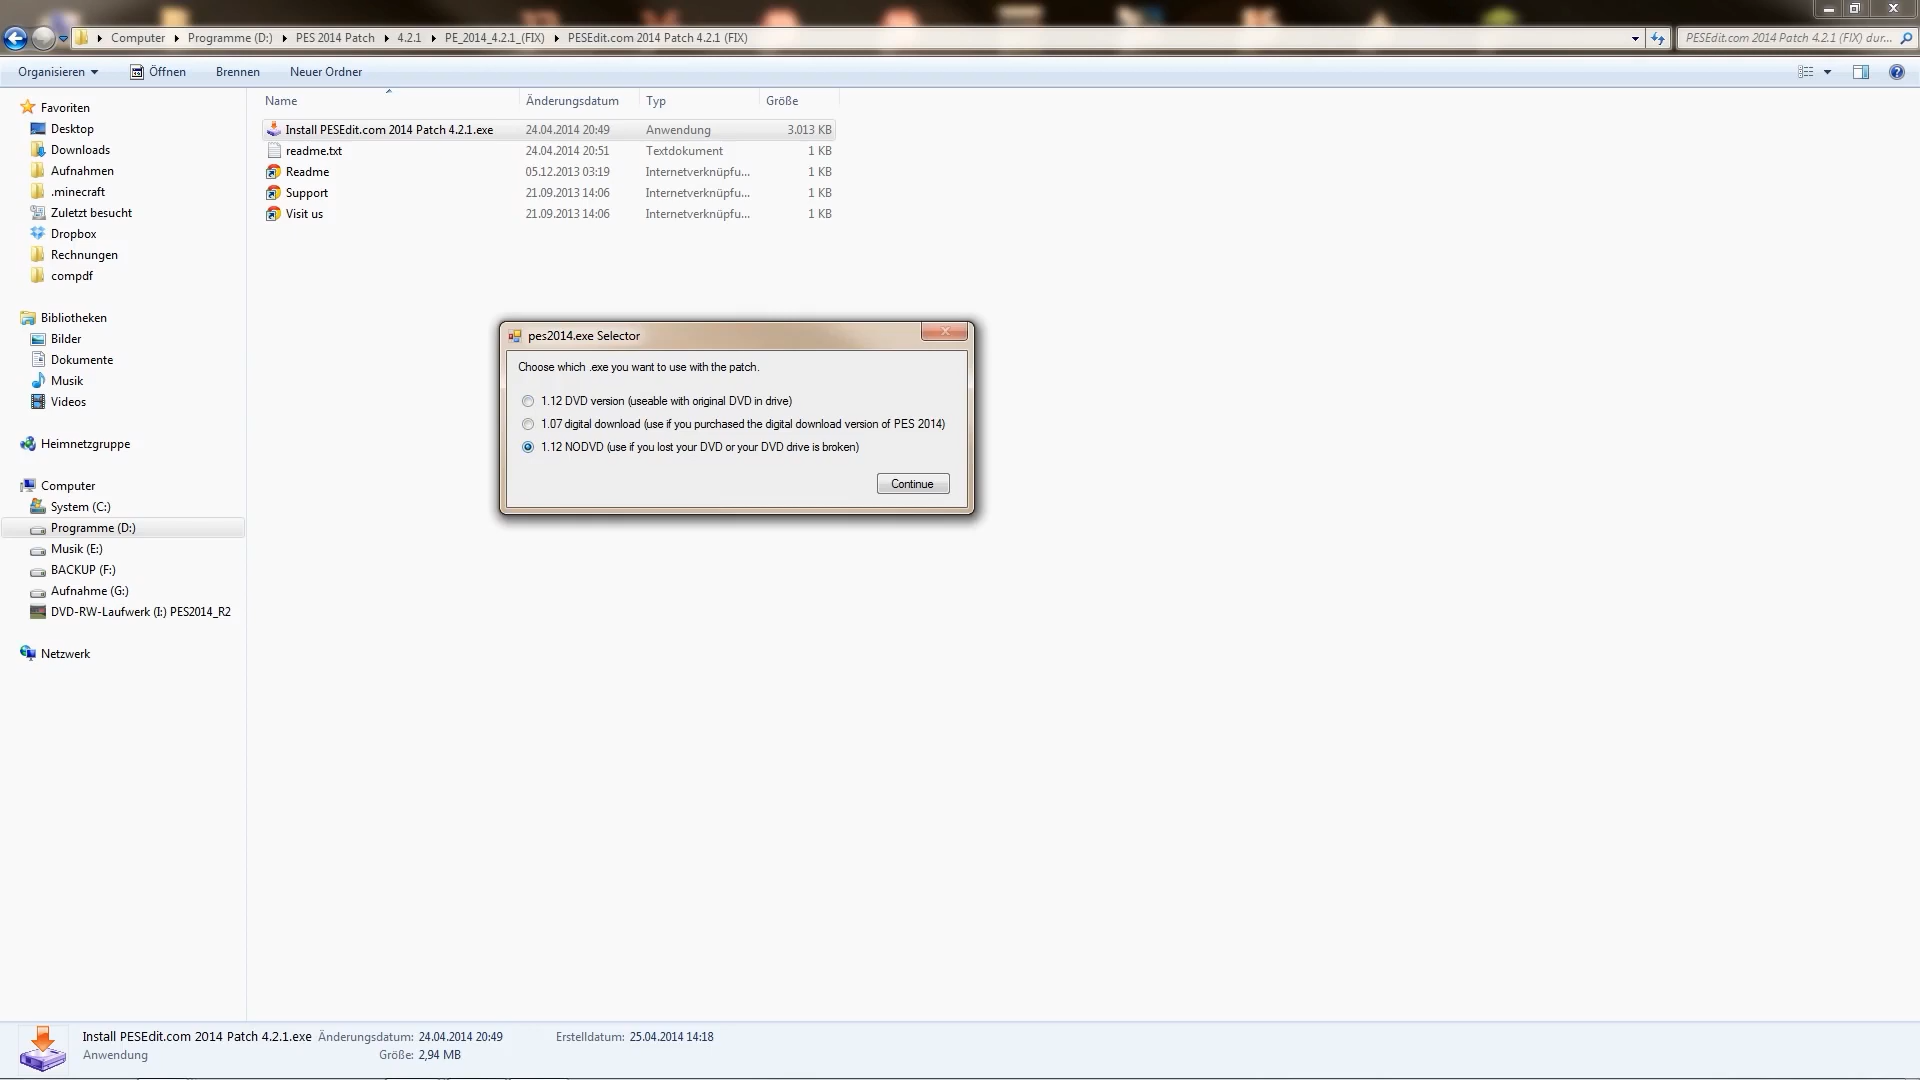 Computer Programme (D:) PES 2014 Patch 4.2.1 PE_2014_4.2.1_(FIX) PESEdit.com 2014 Patch 4.2.1 (FIX)
PESEdit.com 2014 Patch 4.2.1 (FIX) dur...
Organisieren Öffnen Brennen Neuer Ordner
Name Änderungsdatum Typ Größe
Install PESEdit.com 2014 Patch 4.2.1.exe 24.04.2014 20:49 Anwendung 3.013 KB
readme.txt 24.04.2014 20:51 Textdokument 1 KB
Readme 05.12.2013 03:19 Internetverknüpfu... 1 KB
Support 21.09.2013 14:06 Internetverknüpfu... 1 KB
Visit us 21.09.2013 14:06 Internetverknüpfu... 1 KB
Favoriten
Desktop
Downloads
Aufnahmen
.minecraft
Zuletzt besucht
Dropbox
Rechnungen
compdf
Bibliotheken
Bilder
Dokumente
Musik
Videos
Heimnetzgruppe
Computer
System (C:)
Programme (D:)
Musik (E:)
BACKUP (F:)
Aufnahme (G:)
DVD-RW-Laufwerk (I:) PES2014_R2
Netzwerk
pes2014.exe Selector
Choose which .exe you want to use with the patch.
1.12 DVD version (useable with original DVD in drive)
1.07 digital download (use if you purchased the digital download version of PES 2014)
1.12 NODVD (use if you lost your DVD or your DVD drive is broken)
Continue
Install PESEdit.com 2014 Patch 4.2.1.exe Änderungsdatum: 24.04.2014 20:49 Erstelldatum: 25.04.2014 14:18
Anwendung Größe: 2,94 MB